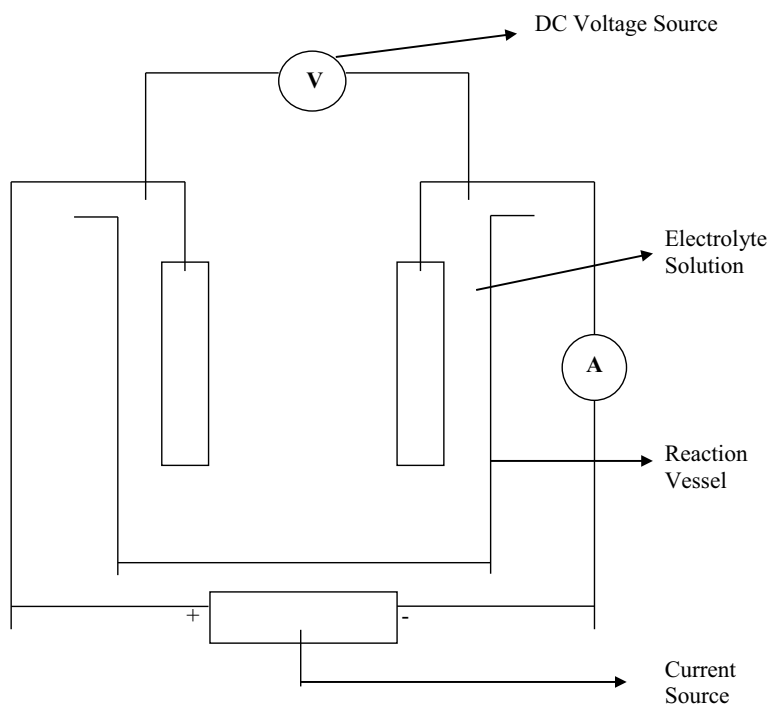 DC Voltage Source
V
Electrolyte
Solution
A
Reaction
Vessel
+
-
Current
Source